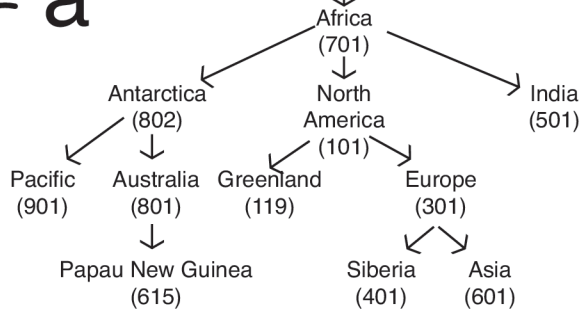 a
Africa
(701)
Antarctica
(802)
North
America
(101)
India
(501)
Pacific
(901)
Australia
(801)
Greenland
(119)
Europe
(301)
Papau New Guinea
(615)
Siberia
(401)
Asia
(601)